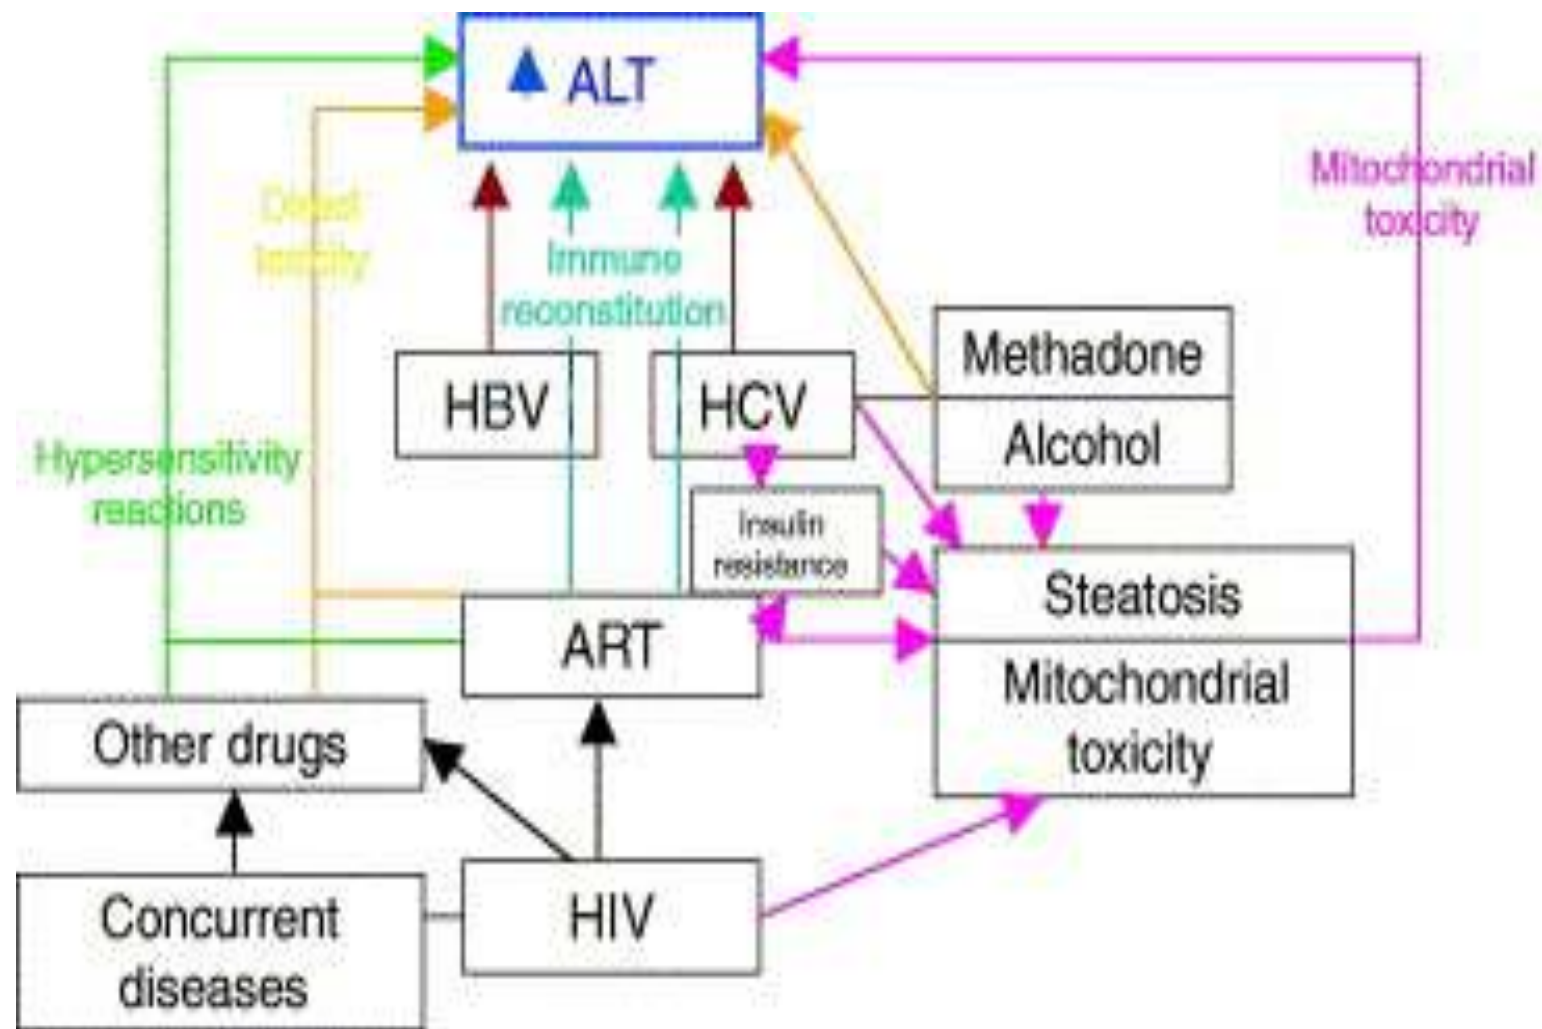 ALT
Mitochondrial
toxicity
Direct
toxicity
Immune
reconstitution
Methadone
HBV
HCV
Alcohol
Hypersensitivity
reactions
Insulin
resistance
Steatosis
ART
Mitochondrial
toxicity
Other drugs
Concurrent
diseases
HIV